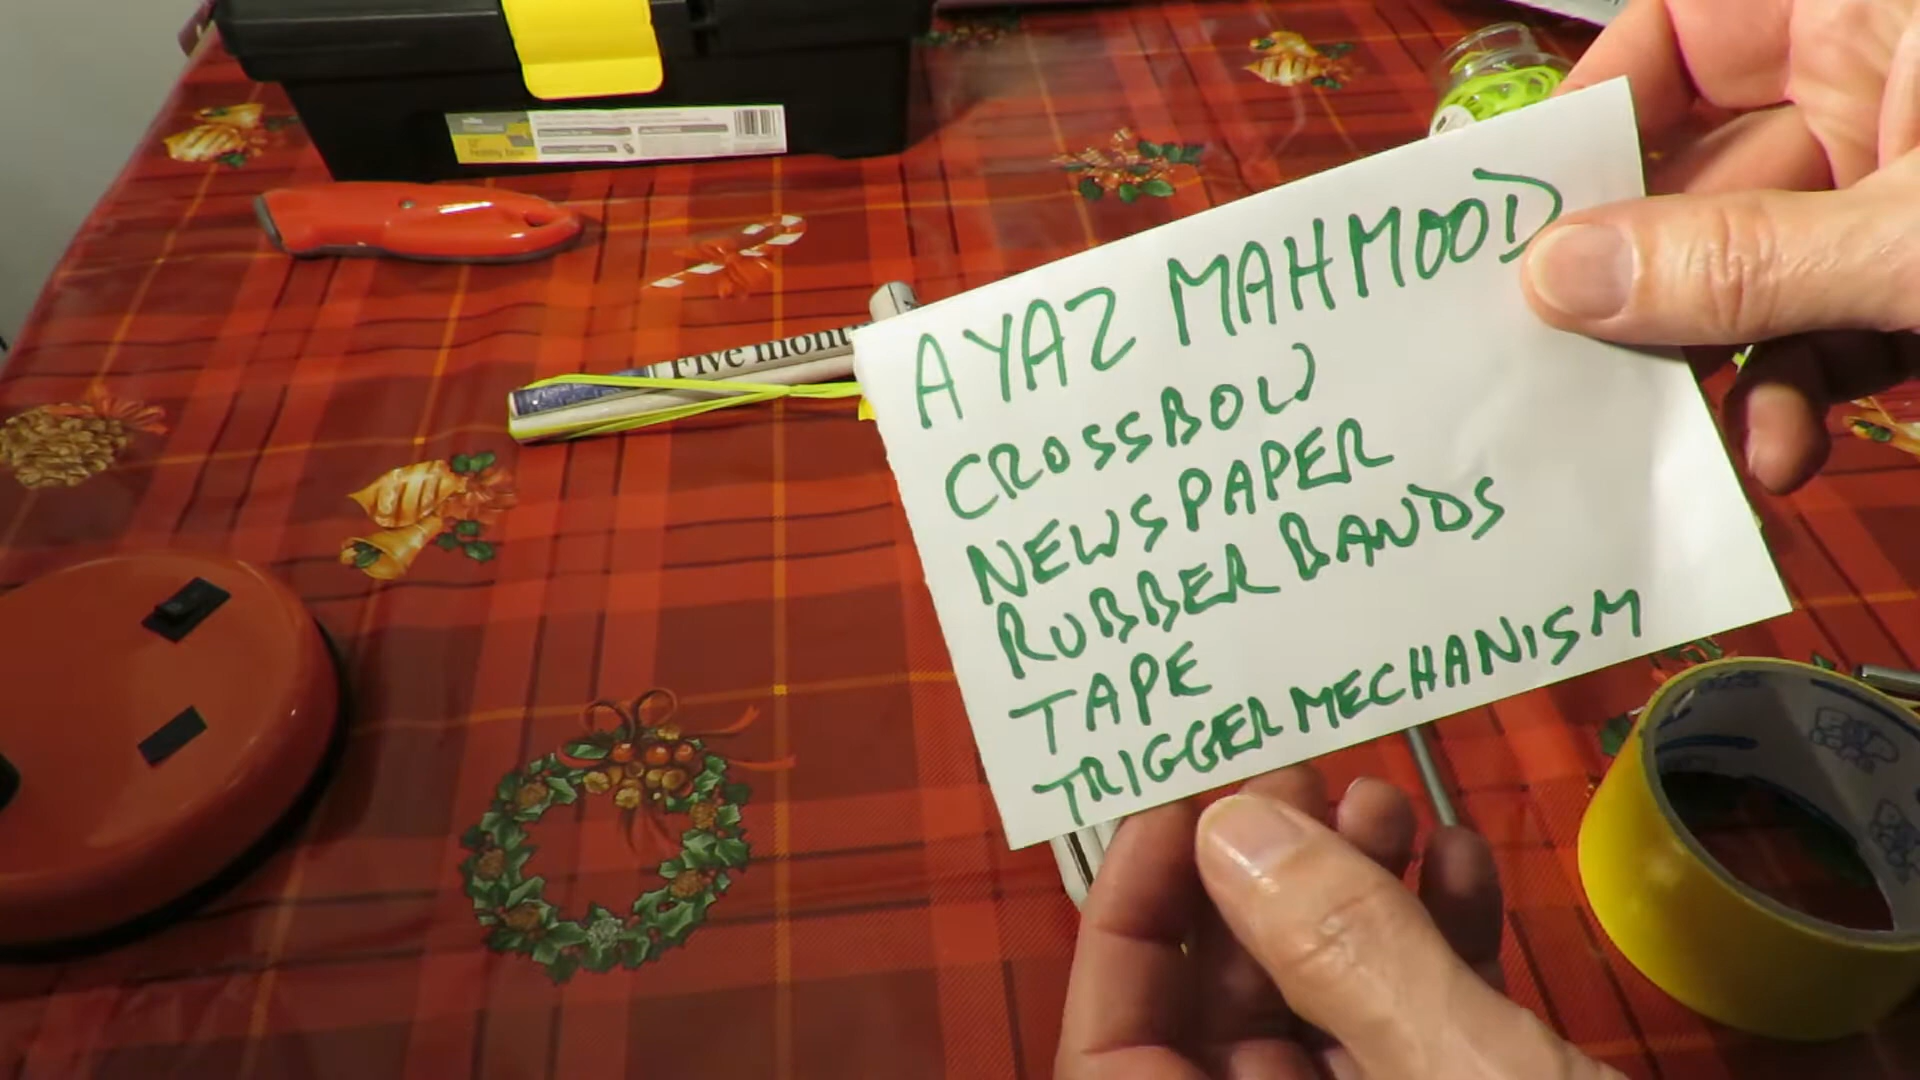 Five mont
AYAZ MAHMOOD
CROSSBOW
NEWSPAPER
RUBBER BANDS
TAPE
TRIGGER MECHANISM